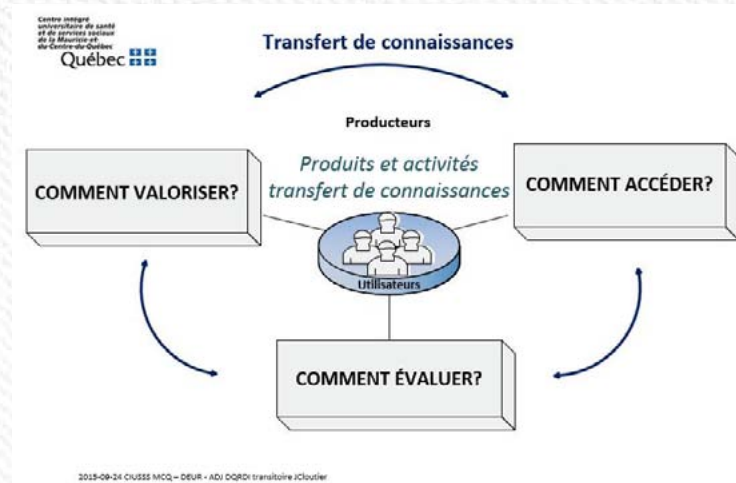 Centre intégré
universitaire de santé
et de services sociaux
de la Mauricie-et-
du-Centre-du-Québec
Québec
Transfert de connaissances
Producteurs
Produits et activités
transfert de connaissances
COMMENT VALORISER?
COMMENT ACCÉDER?
Utilisateurs
COMMENT ÉVALUER?
2015-09-24 CIUSSS MCQ – DEUR - ADJ DQRDI transitoire JCloutier